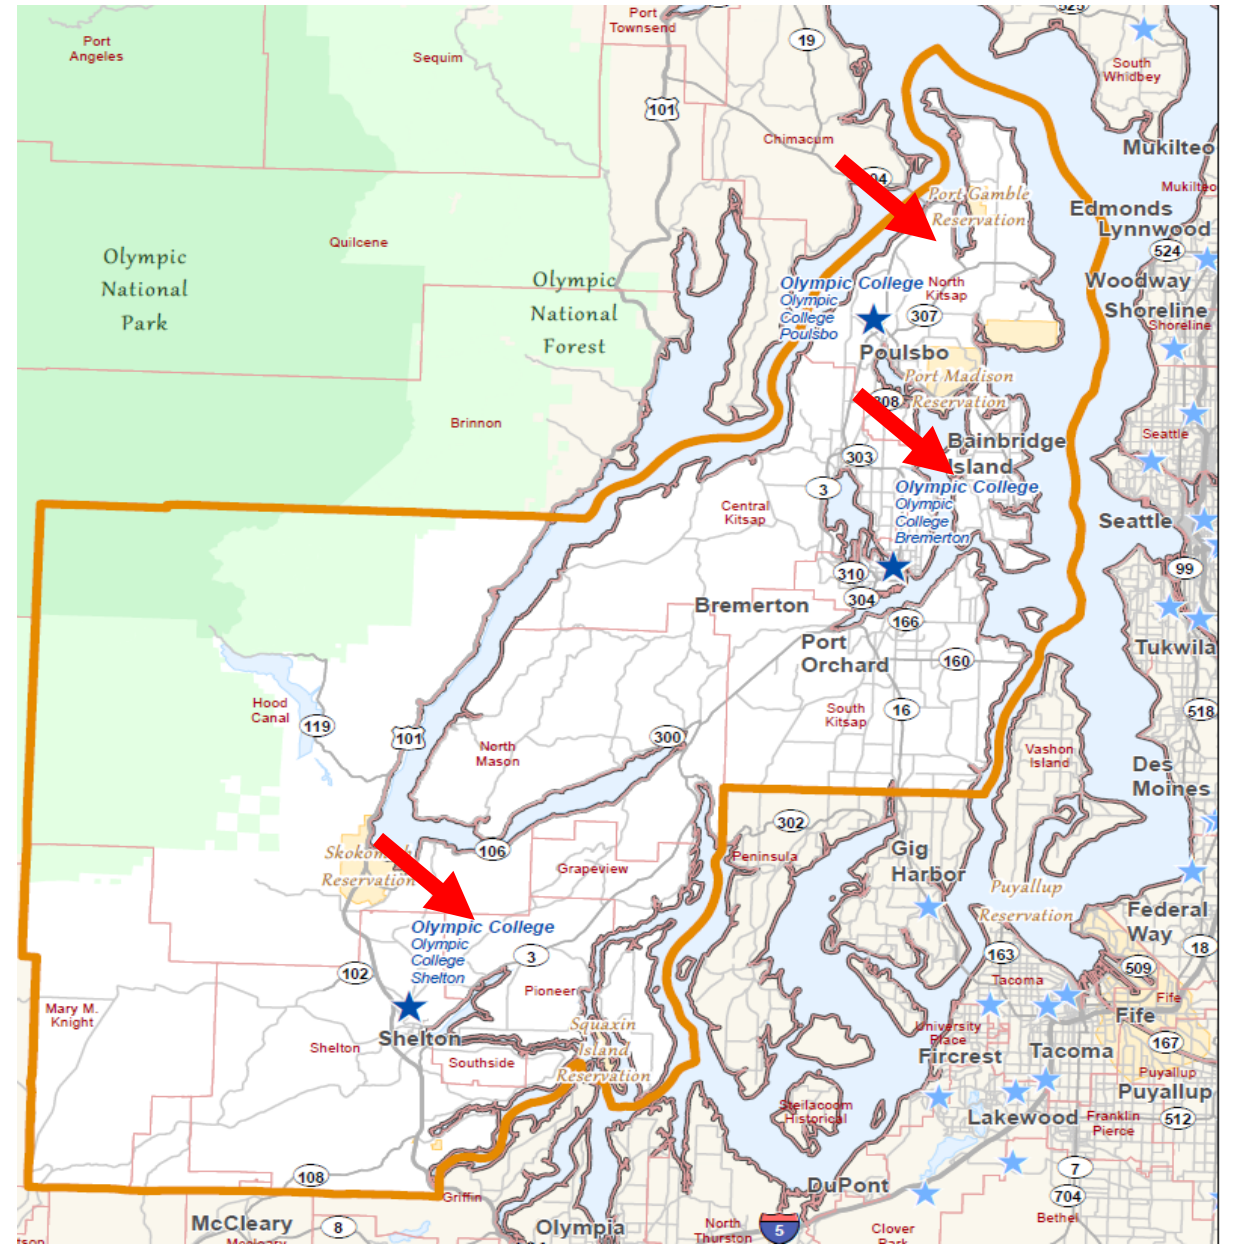 Port
Angeles
Sequim
Port
Townsend
19
525
South
Whidbey
101
Chimacum
Mukilteo
Mukilteo
Port Gamble
Reservation
Edmonds
Lynnwood
524
Quilcene
Olympic
National
Park
Olympic
National
Forest
Olympic College
Olympic
College
Poulsbo
North
Kitsap
307
Woodway
Shoreline
Shoreline
Poulsbo
Port Madison
Reservation
308
Brinnon
Bainbridge
Island
Seattle
303
3
Olympic College
Olympic
College
Bremerton
Central
Kitsap
Seattle
310
99
304
Bremerton
166
Port
Orchard
160
Tukwila
Hood
Canal
119
101
South
Kitsap
16
518
300
North
Mason
Vashon
Island
Des
Moines
302
106
Skokomish
Reservation
Grapeview
Peninsula
Gig
Harbor
Puyallup
Reservation
Federal
Way
Olympic College
Olympic
College
Shelton
3
163
18
102
509
Pioneer
Tacoma
Fife
Mary M.
Knight
Shelton
Shelton
Southside
Squaxin
Island
Reservation
University
Place
Fircrest
Tacoma
Fife
167
Puyallup
Puyallup
Steilacoom
Historical
Lakewood
Franklin
Pierce
512
108
Griffin
DuPont
7
704
McCleary
8
Olympia
North
Thurston
5
Clover
Park
Bethel